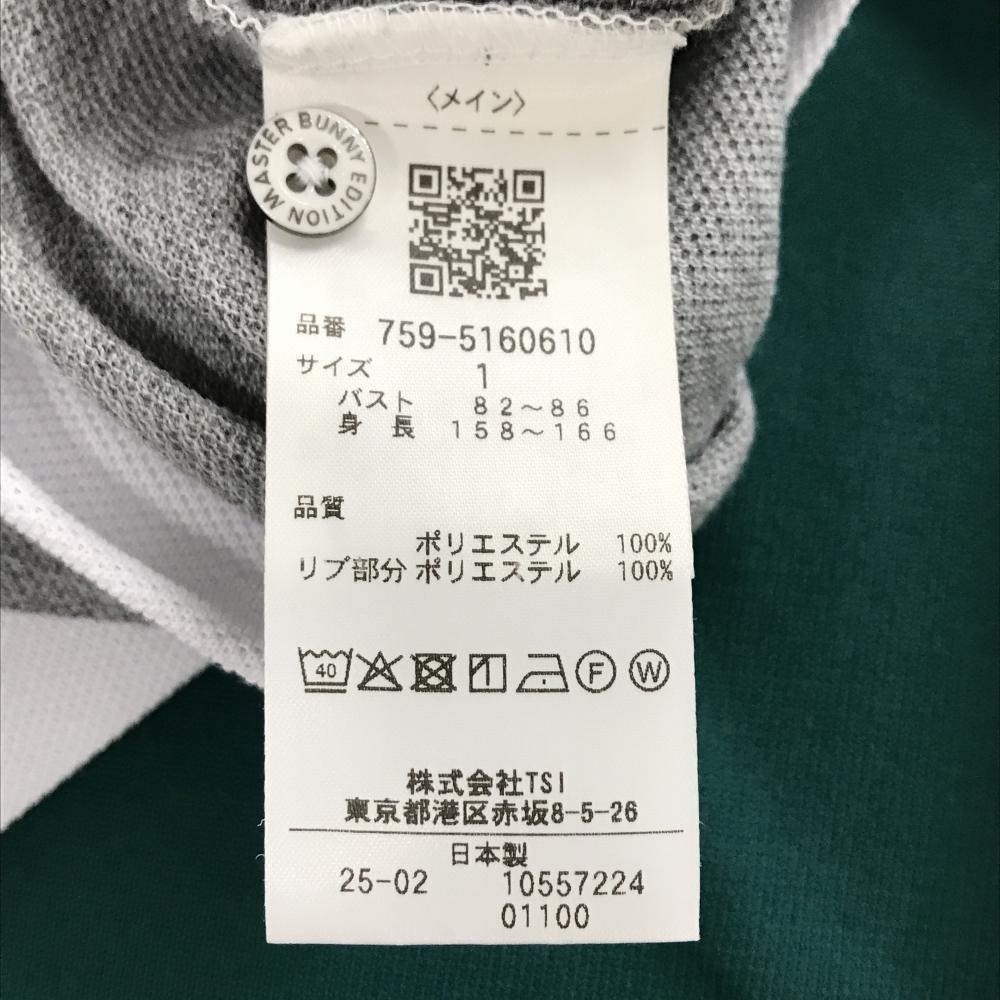 〈メイン〉
MASTER BUNNY EDITION
品番 759-5160610
サイズ 1
バスト 82～86
身長 158～166
品質
ポリエステル 100%
リブ部分 ポリエステル 100%
40 F W
株式会社TSI
東京都港区赤坂8-5-26
日本製
25-02 10557224
01100